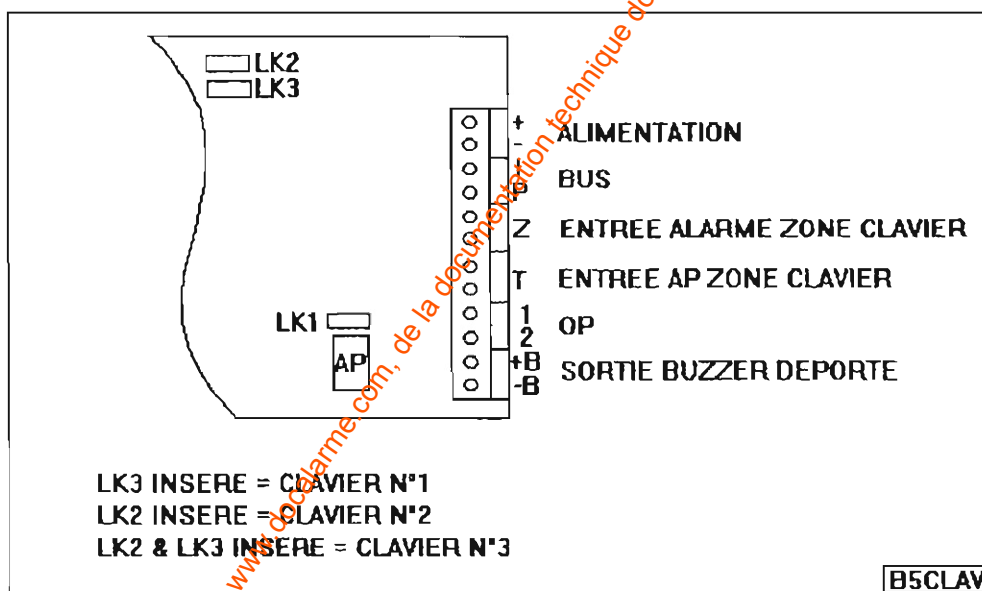 LK2
LK3
+
ALIMENTATION
-
BUS
Z ENTREE ALARME ZONE CLAVIER
T ENTREE AP ZONE CLAVIER
1
OP
2
LK1
AP
+B
SORTIE BUZZER DEPORTE
-B
LK3 INSERE = CLAVIER N°1
LK2 INSERE = CLAVIER N°2
LK2 & LK3 INSERE = CLAVIER N°3
B5CLAV
www.docalarme.com, de la documentation technique